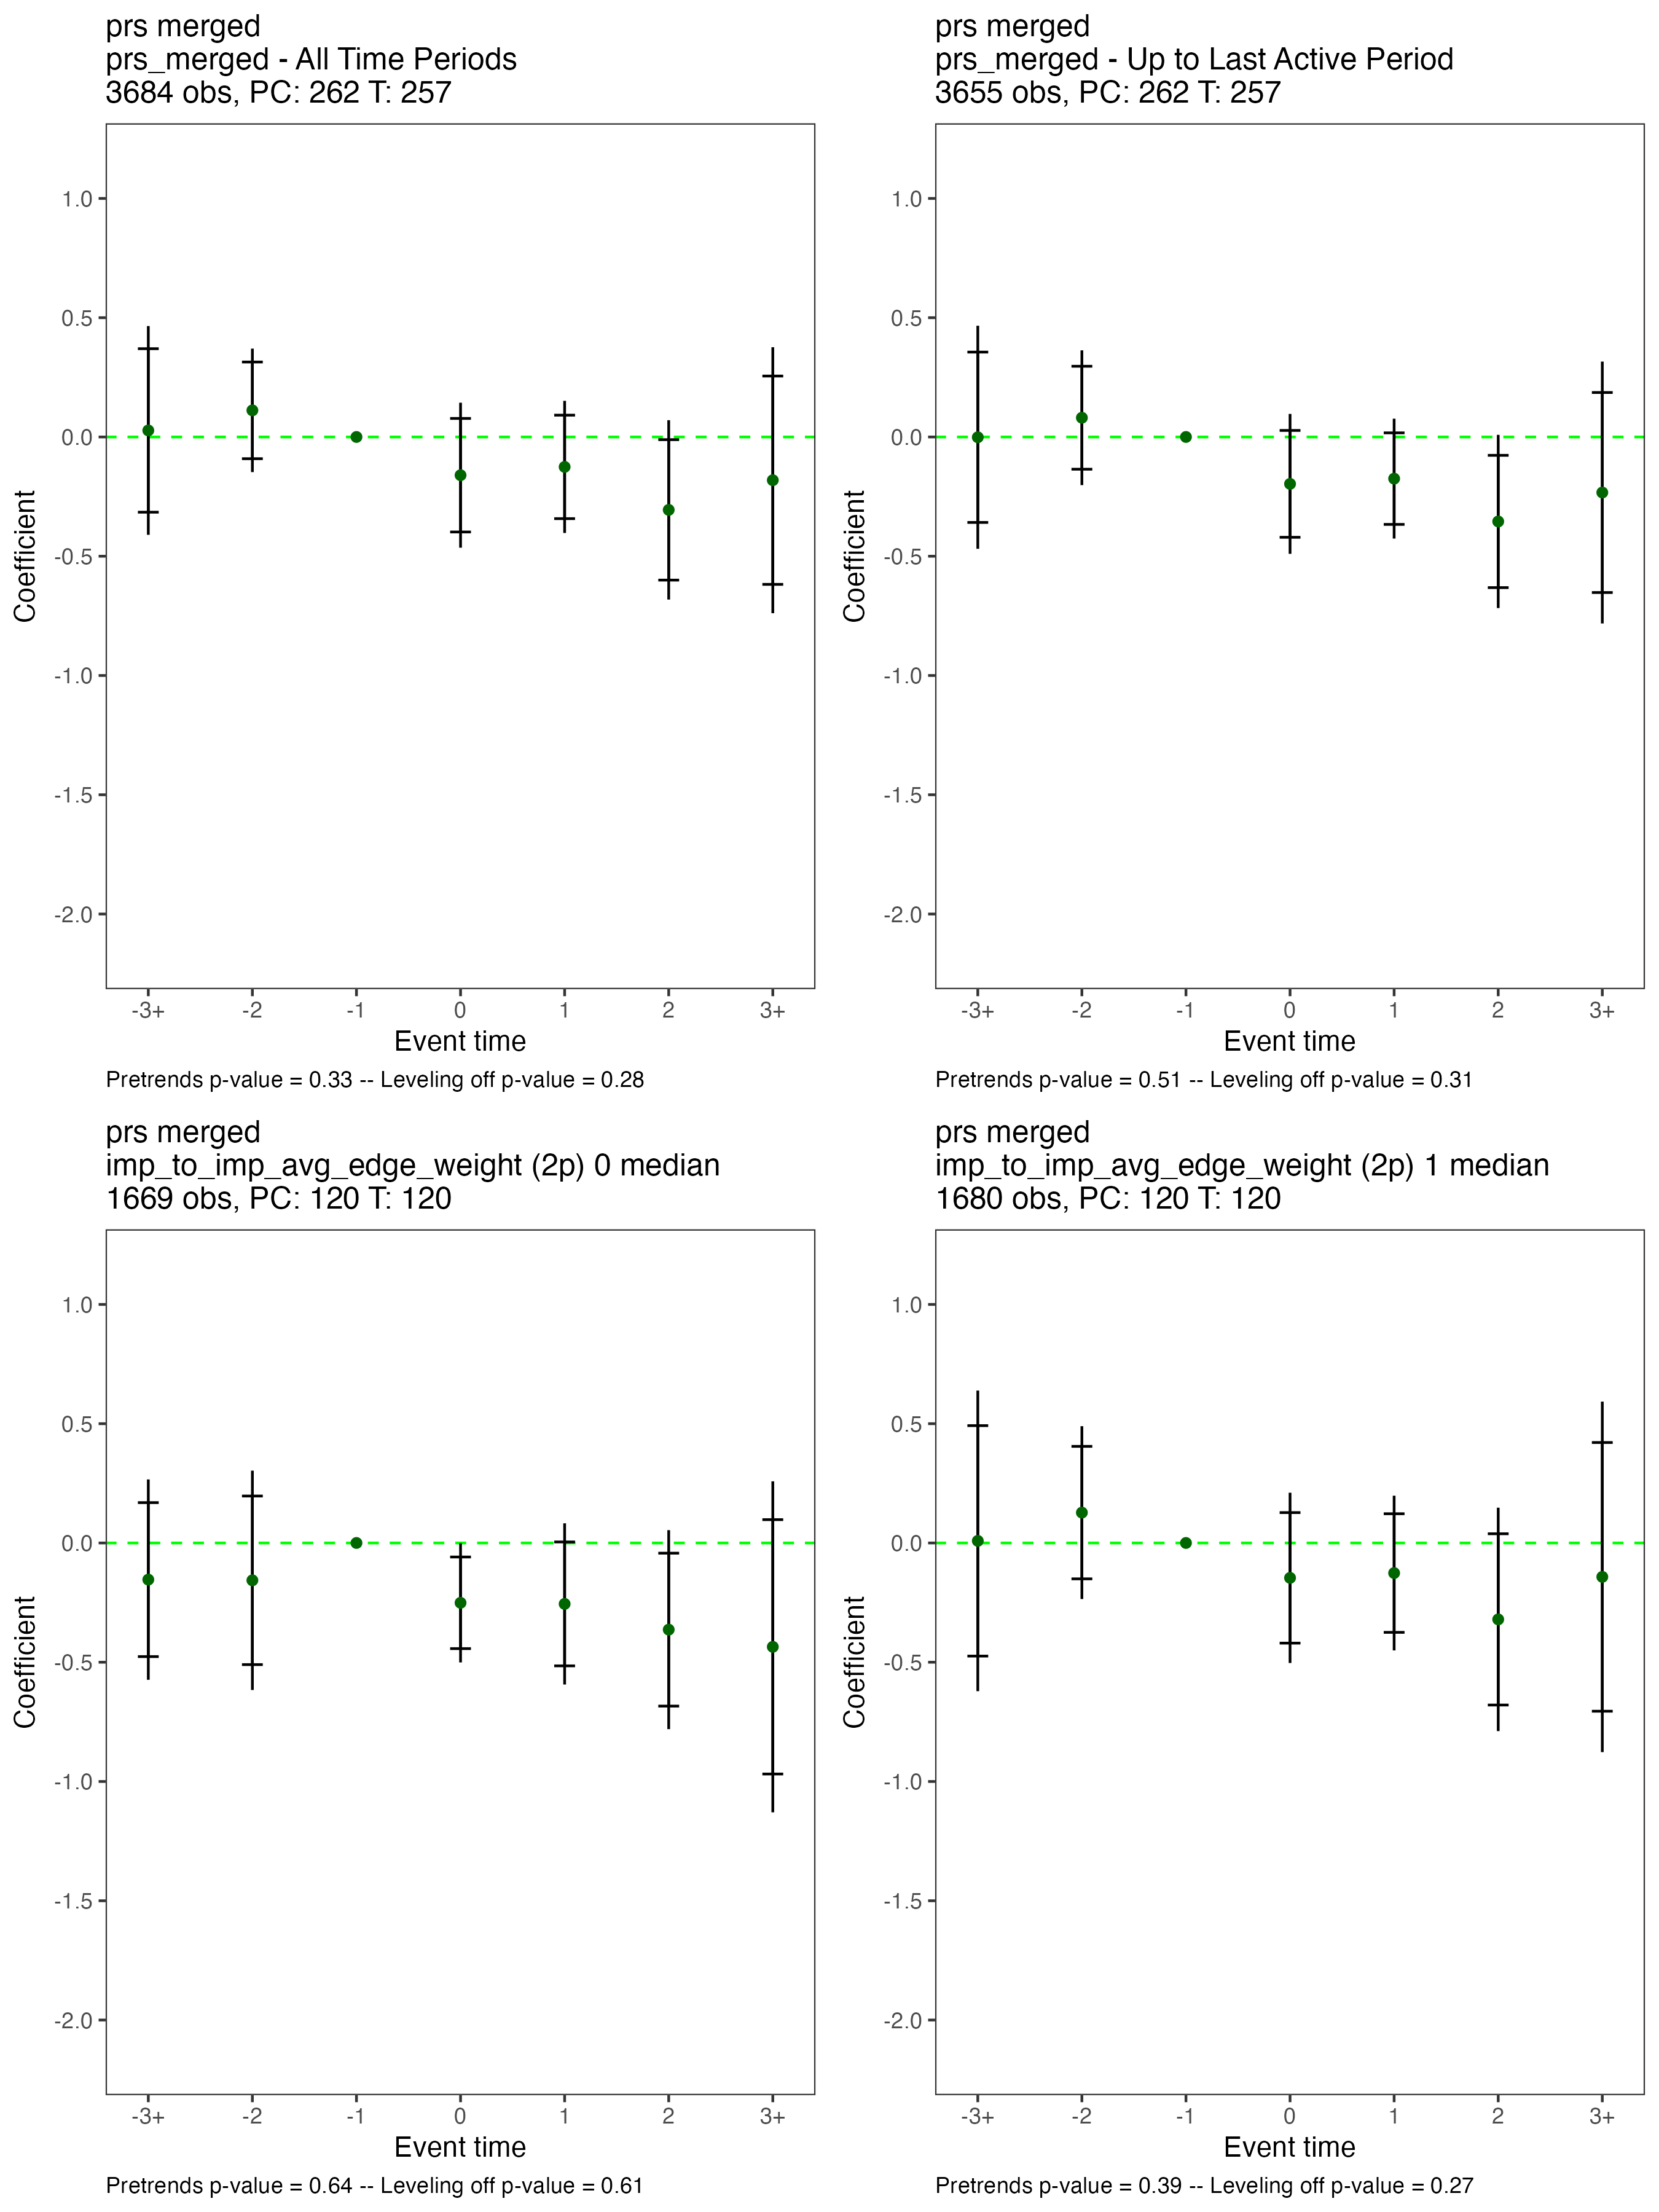 prs merged
prs_merged - All Time Periods
3684 obs, PC: 262 T: 257
1.0
0.5
0.0
-0.5
-1.0
-1.5
-2.0
Coefficient
-3+ -2 -1 0 1 2 3+
Event time
Pretrends p-value = 0.33 -- Leveling off p-value = 0.28
prs merged
prs_merged - Up to Last Active Period
3655 obs, PC: 262 T: 257
1.0
0.5
0.0
-0.5
-1.0
-1.5
-2.0
Coefficient
-3+ -2 -1 0 1 2 3+
Event time
Pretrends p-value = 0.51 -- Leveling off p-value = 0.31
prs merged
imp_to_imp_avg_edge_weight (2p) 0 median
1669 obs, PC: 120 T: 120
1.0
0.5
0.0
-0.5
-1.0
-1.5
-2.0
Coefficient
-3+ -2 -1 0 1 2 3+
Event time
Pretrends p-value = 0.64 -- Leveling off p-value = 0.61
prs merged
imp_to_imp_avg_edge_weight (2p) 1 median
1680 obs, PC: 120 T: 120
1.0
0.5
0.0
-0.5
-1.0
-1.5
-2.0
Coefficient
-3+ -2 -1 0 1 2 3+
Event time
Pretrends p-value = 0.39 -- Leveling off p-value = 0.27